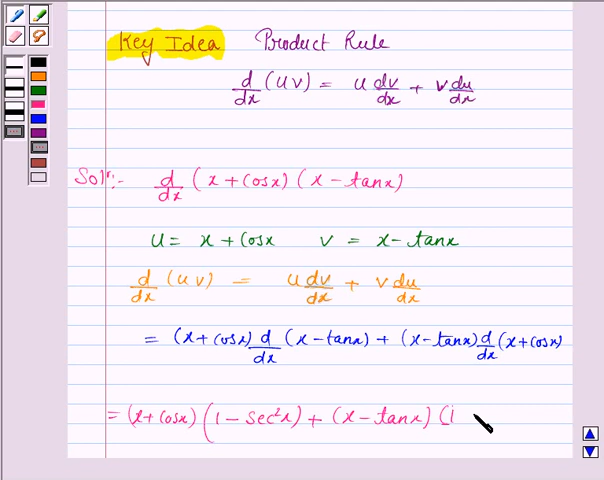 Key Idea Product Rule
d/dx (uv) = u dv/dx + v du/dx
Solⁿ:- d/dx (x + cosx) (x - tanx)
u = x + cosx v = x - tanx
d/dx (uv) = u dv/dx + v du/dx
= (x + cosx) d/dx (x - tanx) + (x - tanx) d/dx (x + cosx)
= (x + cosx) (1 - sec²x) + (x - tanx) (1